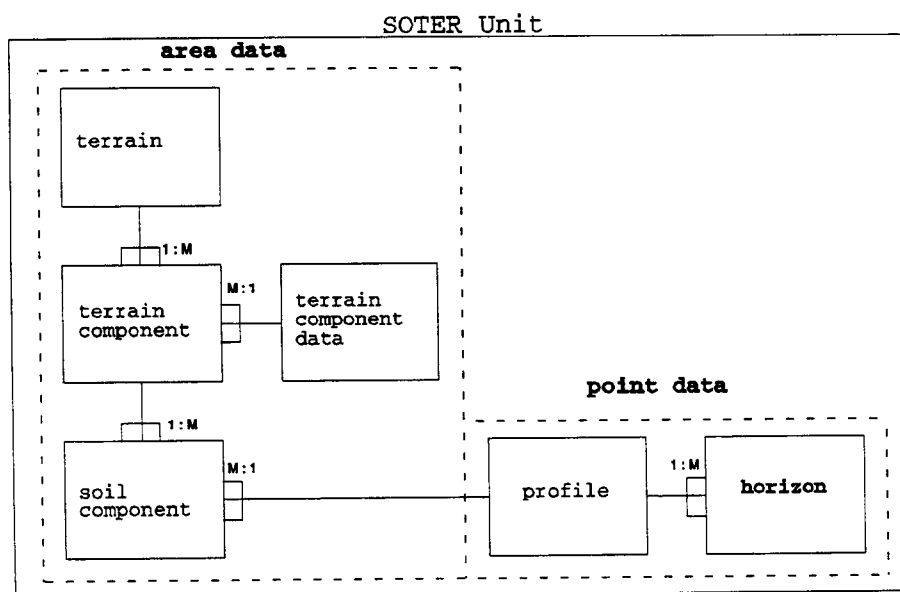 SOTER Unit
area data
terrain
1:M
terrain
component
M:1
terrain
component
data
1:M
soil
component
M:1
point data
profile
1:M
horizon